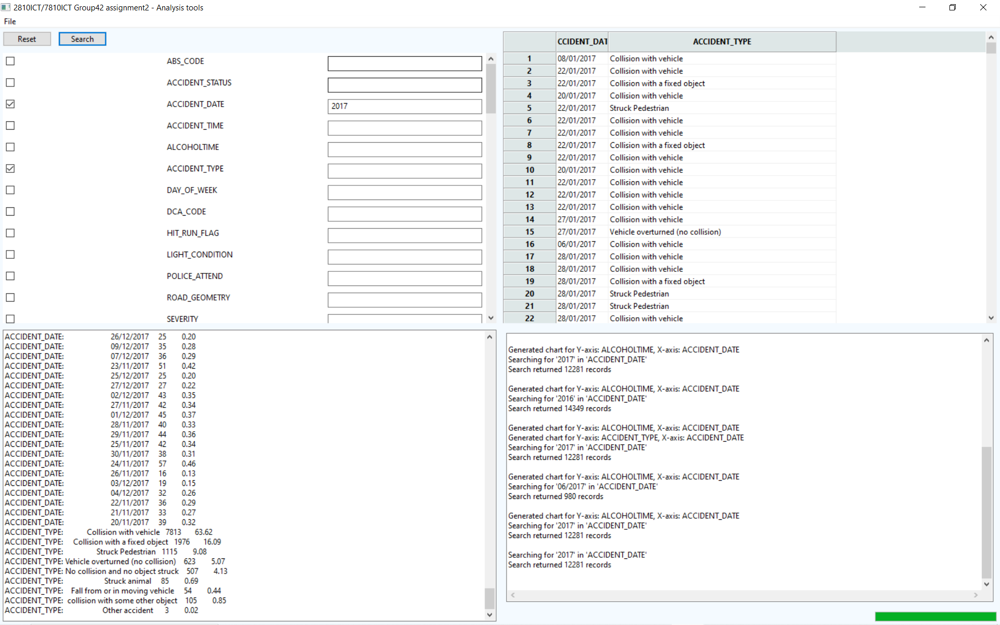 2810ICT/7810ICT Group42 assignment2 - Analysis tools
File
Reset
Search
ABS_CODE
ACCIDENT_STATUS
ACCIDENT_DATE 2017
ACCIDENT_TIME
ALCOHOLTIME
ACCIDENT_TYPE
DAY_OF_WEEK
DCA_CODE
HIT_RUN_FLAG
LIGHT_CONDITION
POLICE_ATTEND
ROAD_GEOMETRY
SEVERITY
CCIDENT_DAT ACCIDENT_TYPE
1 08/01/2017 Collision with vehicle
2 22/01/2017 Collision with vehicle
3 22/01/2017 Collision with a fixed object
4 20/01/2017 Collision with vehicle
5 22/01/2017 Struck Pedestrian
6 22/01/2017 Collision with vehicle
7 22/01/2017 Collision with vehicle
8 22/01/2017 Collision with a fixed object
9 22/01/2017 Collision with vehicle
10 20/01/2017 Collision with vehicle
11 22/01/2017 Collision with vehicle
12 22/01/2017 Collision with vehicle
13 22/01/2017 Collision with vehicle
14 27/01/2017 Collision with vehicle
15 27/01/2017 Vehicle overturned (no collision)
16 06/01/2017 Collision with vehicle
17 28/01/2017 Collision with vehicle
18 28/01/2017 Collision with vehicle
19 28/01/2017 Collision with a fixed object
20 28/01/2017 Struck Pedestrian
21 28/01/2017 Struck Pedestrian
22 28/01/2017 Collision with vehicle
ACCIDENT_DATE: 26/12/2017 25 0.20
ACCIDENT_DATE: 09/12/2017 35 0.28
ACCIDENT_DATE: 07/12/2017 36 0.29
ACCIDENT_DATE: 23/11/2017 51 0.42
ACCIDENT_DATE: 25/12/2017 25 0.20
ACCIDENT_DATE: 27/12/2017 27 0.22
ACCIDENT_DATE: 02/12/2017 43 0.35
ACCIDENT_DATE: 27/11/2017 42 0.34
ACCIDENT_DATE: 01/12/2017 45 0.37
ACCIDENT_DATE: 28/11/2017 40 0.33
ACCIDENT_DATE: 29/11/2017 44 0.36
ACCIDENT_DATE: 25/11/2017 42 0.34
ACCIDENT_DATE: 30/11/2017 38 0.31
ACCIDENT_DATE: 24/11/2017 57 0.46
ACCIDENT_DATE: 26/11/2017 16 0.13
ACCIDENT_DATE: 03/12/2017 19 0.15
ACCIDENT_DATE: 04/12/2017 32 0.26
ACCIDENT_DATE: 22/11/2017 36 0.29
ACCIDENT_DATE: 21/11/2017 33 0.27
ACCIDENT_DATE: 20/11/2017 39 0.32
ACCIDENT_TYPE: Collision with vehicle 7813 63.62
ACCIDENT_TYPE: Collision with a fixed object 1976 16.09
ACCIDENT_TYPE: Struck Pedestrian 1115 9.08
ACCIDENT_TYPE: Vehicle overturned (no collision) 623 5.07
ACCIDENT_TYPE: No collision and no object struck 507 4.13
ACCIDENT_TYPE: Struck animal 85 0.69
ACCIDENT_TYPE: Fall from or in moving vehicle 54 0.44
ACCIDENT_TYPE: collision with some other object 105 0.85
ACCIDENT_TYPE: Other accident 3 0.02
Generated chart for Y-axis: ALCOHOLTIME, X-axis: ACCIDENT_DATE
Searching for '2017' in 'ACCIDENT_DATE'
Search returned 12281 records
Generated chart for Y-axis: ALCOHOLTIME, X-axis: ACCIDENT_DATE
Searching for '2016' in 'ACCIDENT_DATE'
Search returned 14349 records
Generated chart for Y-axis: ALCOHOLTIME, X-axis: ACCIDENT_DATE
Generated chart for Y-axis: ACCIDENT_TYPE, X-axis: ACCIDENT_DATE
Searching for '2017' in 'ACCIDENT_DATE'
Search returned 12281 records
Generated chart for Y-axis: ALCOHOLTIME, X-axis: ACCIDENT_DATE
Searching for '06/2017' in 'ACCIDENT_DATE'
Search returned 980 records
Generated chart for Y-axis: ALCOHOLTIME, X-axis: ACCIDENT_DATE
Searching for '2017' in 'ACCIDENT_DATE'
Search returned 12281 records
Searching for '2017' in 'ACCIDENT_DATE'
Search returned 12281 records